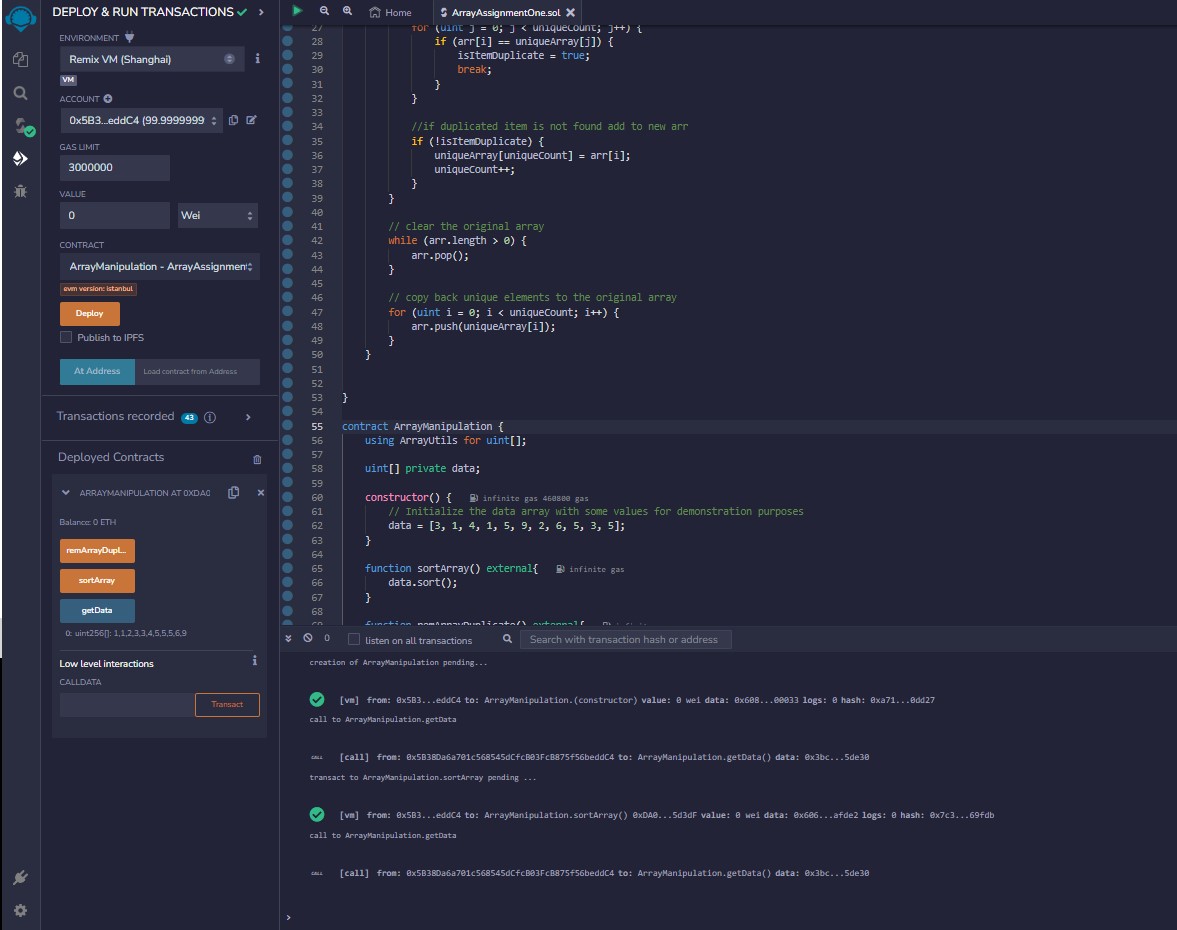 DEPLOY & RUN TRANSACTIONS
ENVIRONMENT
Remix VM (Shanghai)
VM
ACCOUNT
0x5B3...eddC4 (99.9999999
GAS LIMIT
3000000
VALUE
0
Wei
CONTRACT
ArrayManipulation - ArrayAssignment
evm version: istanbul
Deploy
Publish to IPFS
At Address
Load contract from Address
Transactions recorded 43
Deployed Contracts
ARRAYMANIPULATION AT 0XDA0
Balance: 0 ETH
remArrayDupl...
sortArray
getData
0: uint256[]: 1,1,2,3,3,4,5,5,5,6,9
Low level interactions
CALLDATA
Transact
Home
ArrayAssignmentOne.sol
27 for (uint j = 0; j < uniqueCount; j++) {
28 if (arr[i] == uniqueArray[j]) {
29 isItemDuplicate = true;
30 break;
31 }
32 }
33
34 //if duplicated item is not found add to new arr
35 if (!isItemDuplicate) {
36 uniqueArray[uniqueCount] = arr[i];
37 uniqueCount++;
38 }
39 }
40
41 // clear the original array
42 while (arr.length > 0) {
43 arr.pop();
44 }
45
46 // copy back unique elements to the original array
47 for (uint i = 0; i < uniqueCount; i++) {
48 arr.push(uniqueArray[i]);
49 }
50 }
51
52
53 }
54
55 contract ArrayManipulation {
56 using ArrayUtils for uint[];
57
58 uint[] private data;
59
60 constructor() { infinite gas 460800 gas
61 // Initialize the data array with some values for demonstration purposes
62 data = [3, 1, 4, 1, 5, 9, 2, 6, 5, 3, 5];
63 }
64
65 function sortArray() external{ infinite gas
66 data.sort();
67 }
68
69 function remArrayDuplicate() external{ infinite
0
listen on all transactions
Search with transaction hash or address
creation of ArrayManipulation pending...
[vm] from: 0x5B3...eddC4 to: ArrayManipulation.(constructor) value: 0 wei data: 0x608...00033 logs: 0 hash: 0xa71...0dd27
call to ArrayManipulation.getData
CALL [call] from: 0x5B38Da6a701c568545dCfcB03FcB875f56beddC4 to: ArrayManipulation.getData() data: 0x3bc...5de30
transact to ArrayManipulation.sortArray pending ...
[vm] from: 0x5B3...eddC4 to: ArrayManipulation.sortArray() 0xDA0...5d3dF value: 0 wei data: 0x606...afde2 logs: 0 hash: 0x7c3...69fdb
call to ArrayManipulation.getData
CALL [call] from: 0x5B38Da6a701c568545dCfcB03FcB875f56beddC4 to: ArrayManipulation.getData() data: 0x3bc...5de30
>